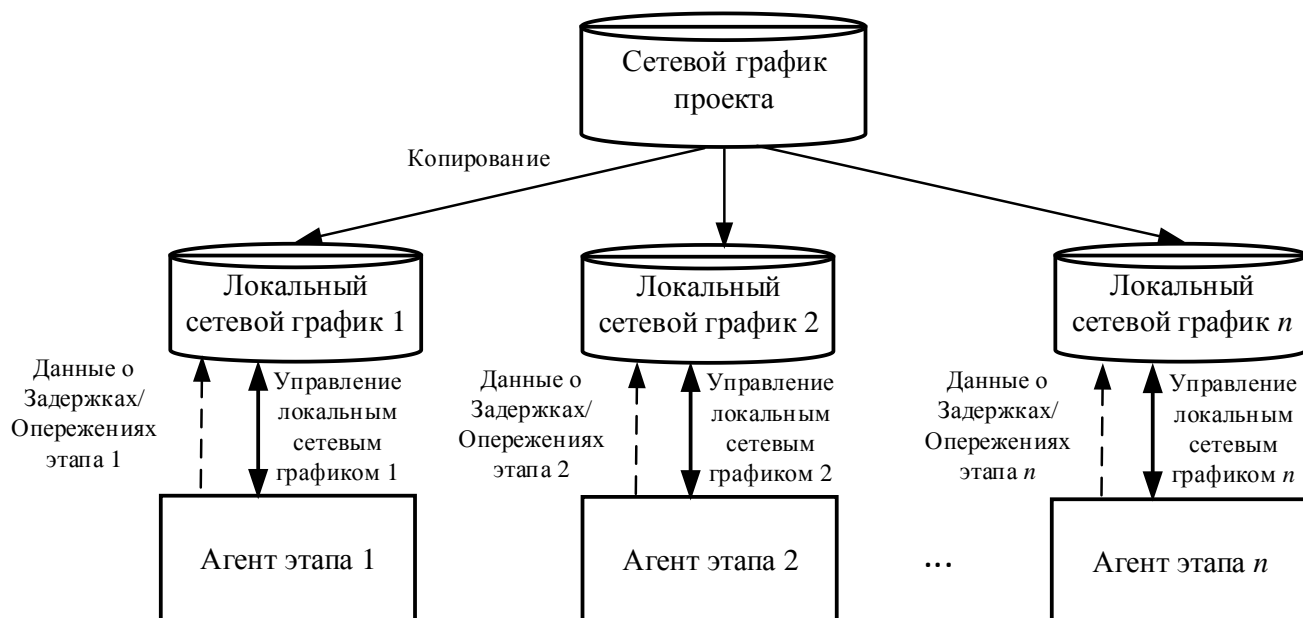 Сетевой график
проекта
Копирование
Локальный
сетевой график 1
Локальный
сетевой график 2
Локальный
сетевой график n
Данные о
Задержках/
Опережениях
этапа 1
Управление
локальным
сетевым
графиком 1
Данные о
Задержках/
Опережениях
этапа 2
Управление
локальным
сетевым
графиком 2
Данные о
Задержках/
Опережениях
этапа n
Управление
локальным
сетевым
графиком n
Агент этапа 1
Агент этапа 2
...
Агент этапа n